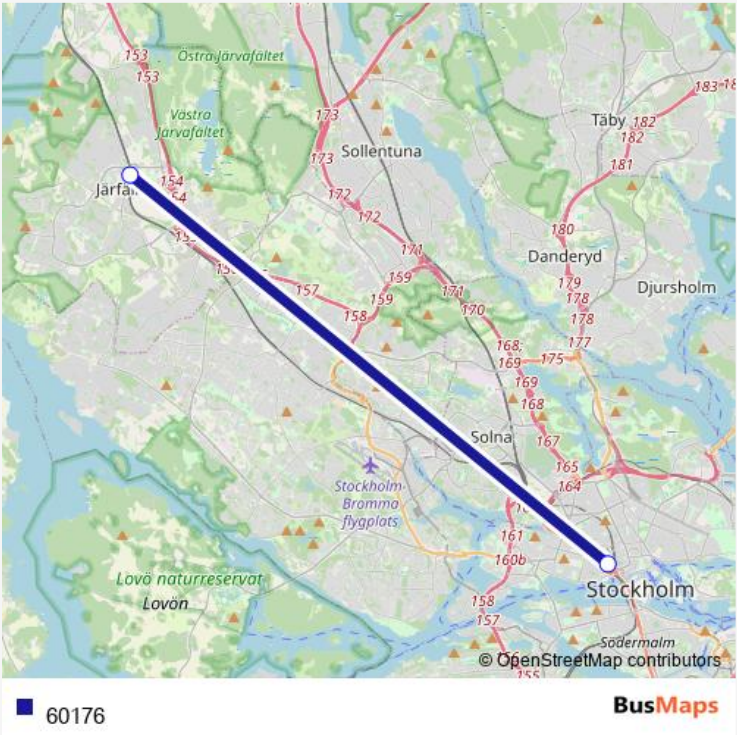 153
153
Östra Järvafältet
183
Västra
Järvafältet
173
Täby
182
182
173
Sollentuna
181
154
Järfäl
172
172
180
171
Danderyd
157
159
159
171
170
179
178
Djursholm
158
178
177
168;
169
175
169
168
Solna
167
165
164
Stockholm-
Bromma
flygplats
161
160b
Lovö naturreservat
Lovön
158
157
Stockholm
Södermalm
© OpenStreetMap contributors
155
60176
BusMaps